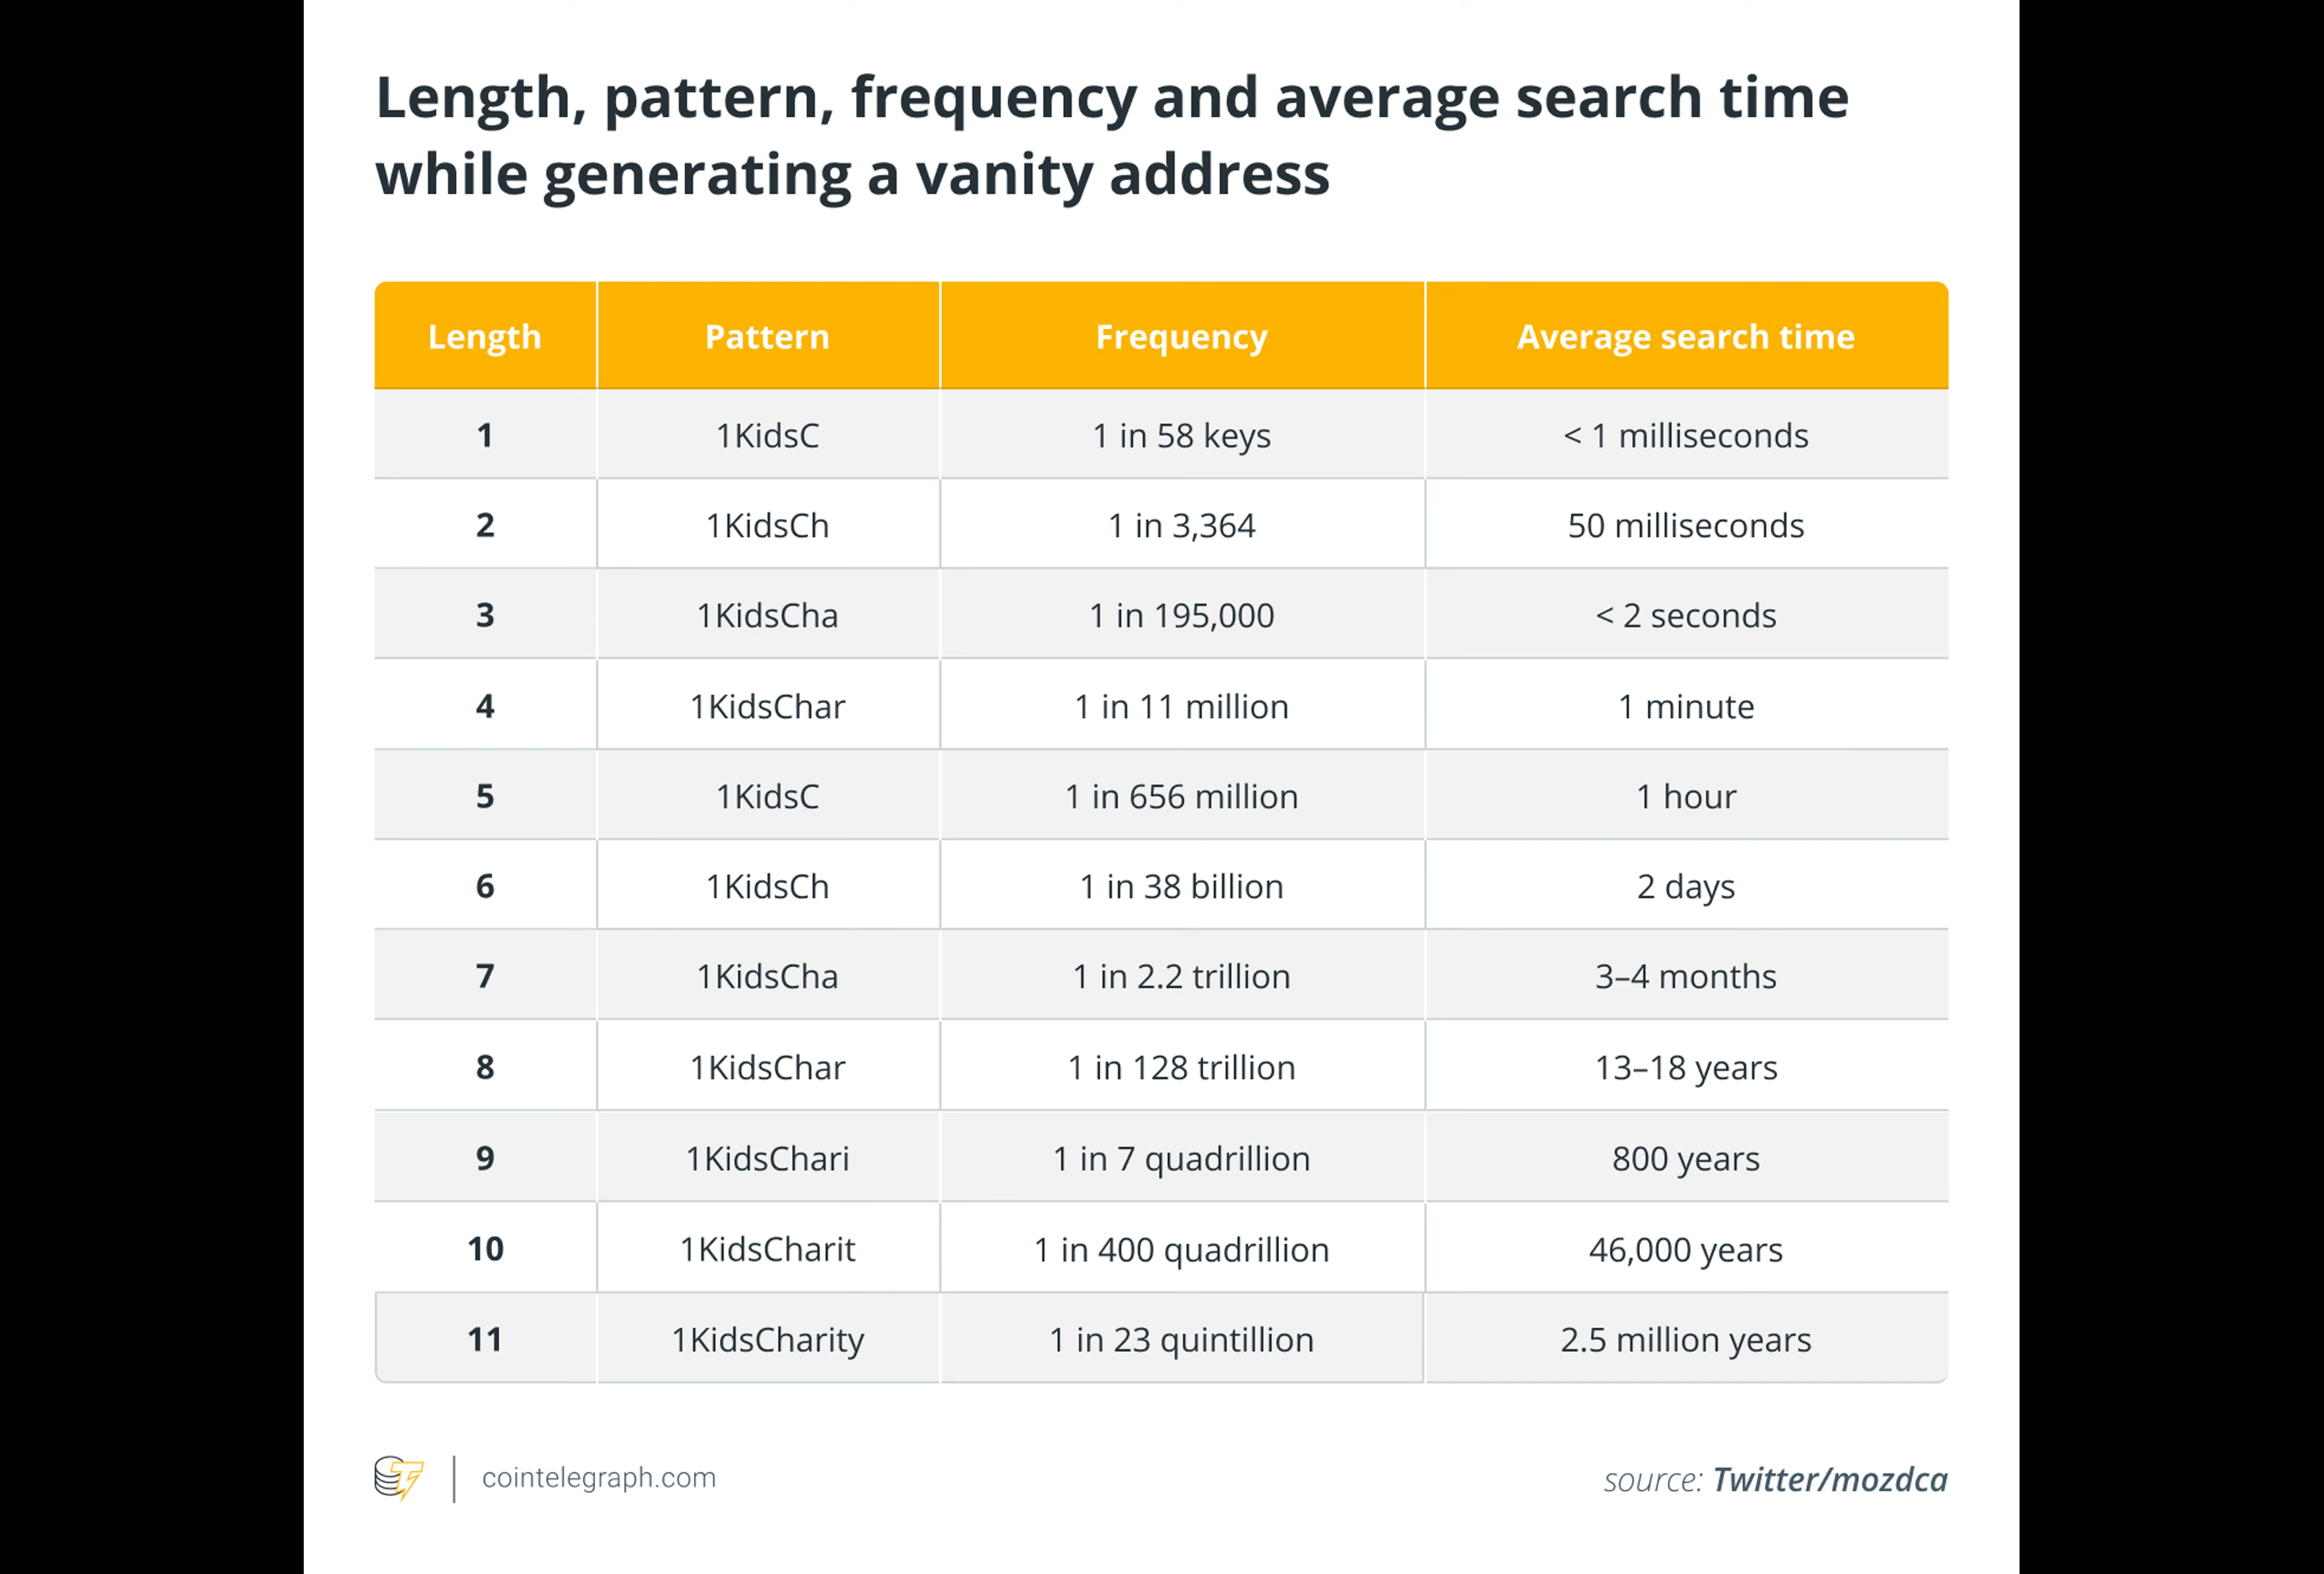 Length, pattern, frequency and average search time
while generating a vanity address
Length Pattern Frequency Average search time
1 1KidsC 1 in 58 keys < 1 milliseconds
2 1KidsCh 1 in 3,364 50 milliseconds
3 1KidsCha 1 in 195,000 < 2 seconds
4 1KidsChar 1 in 11 million 1 minute
5 1KidsC 1 in 656 million 1 hour
6 1KidsCh 1 in 38 billion 2 days
7 1KidsCha 1 in 2.2 trillion 3–4 months
8 1KidsChar 1 in 128 trillion 13–18 years
9 1KidsChari 1 in 7 quadrillion 800 years
10 1KidsCharit 1 in 400 quadrillion 46,000 years
11 1KidsCharity 1 in 23 quintillion 2.5 million years
cointelegraph.com source: Twitter/mozdca